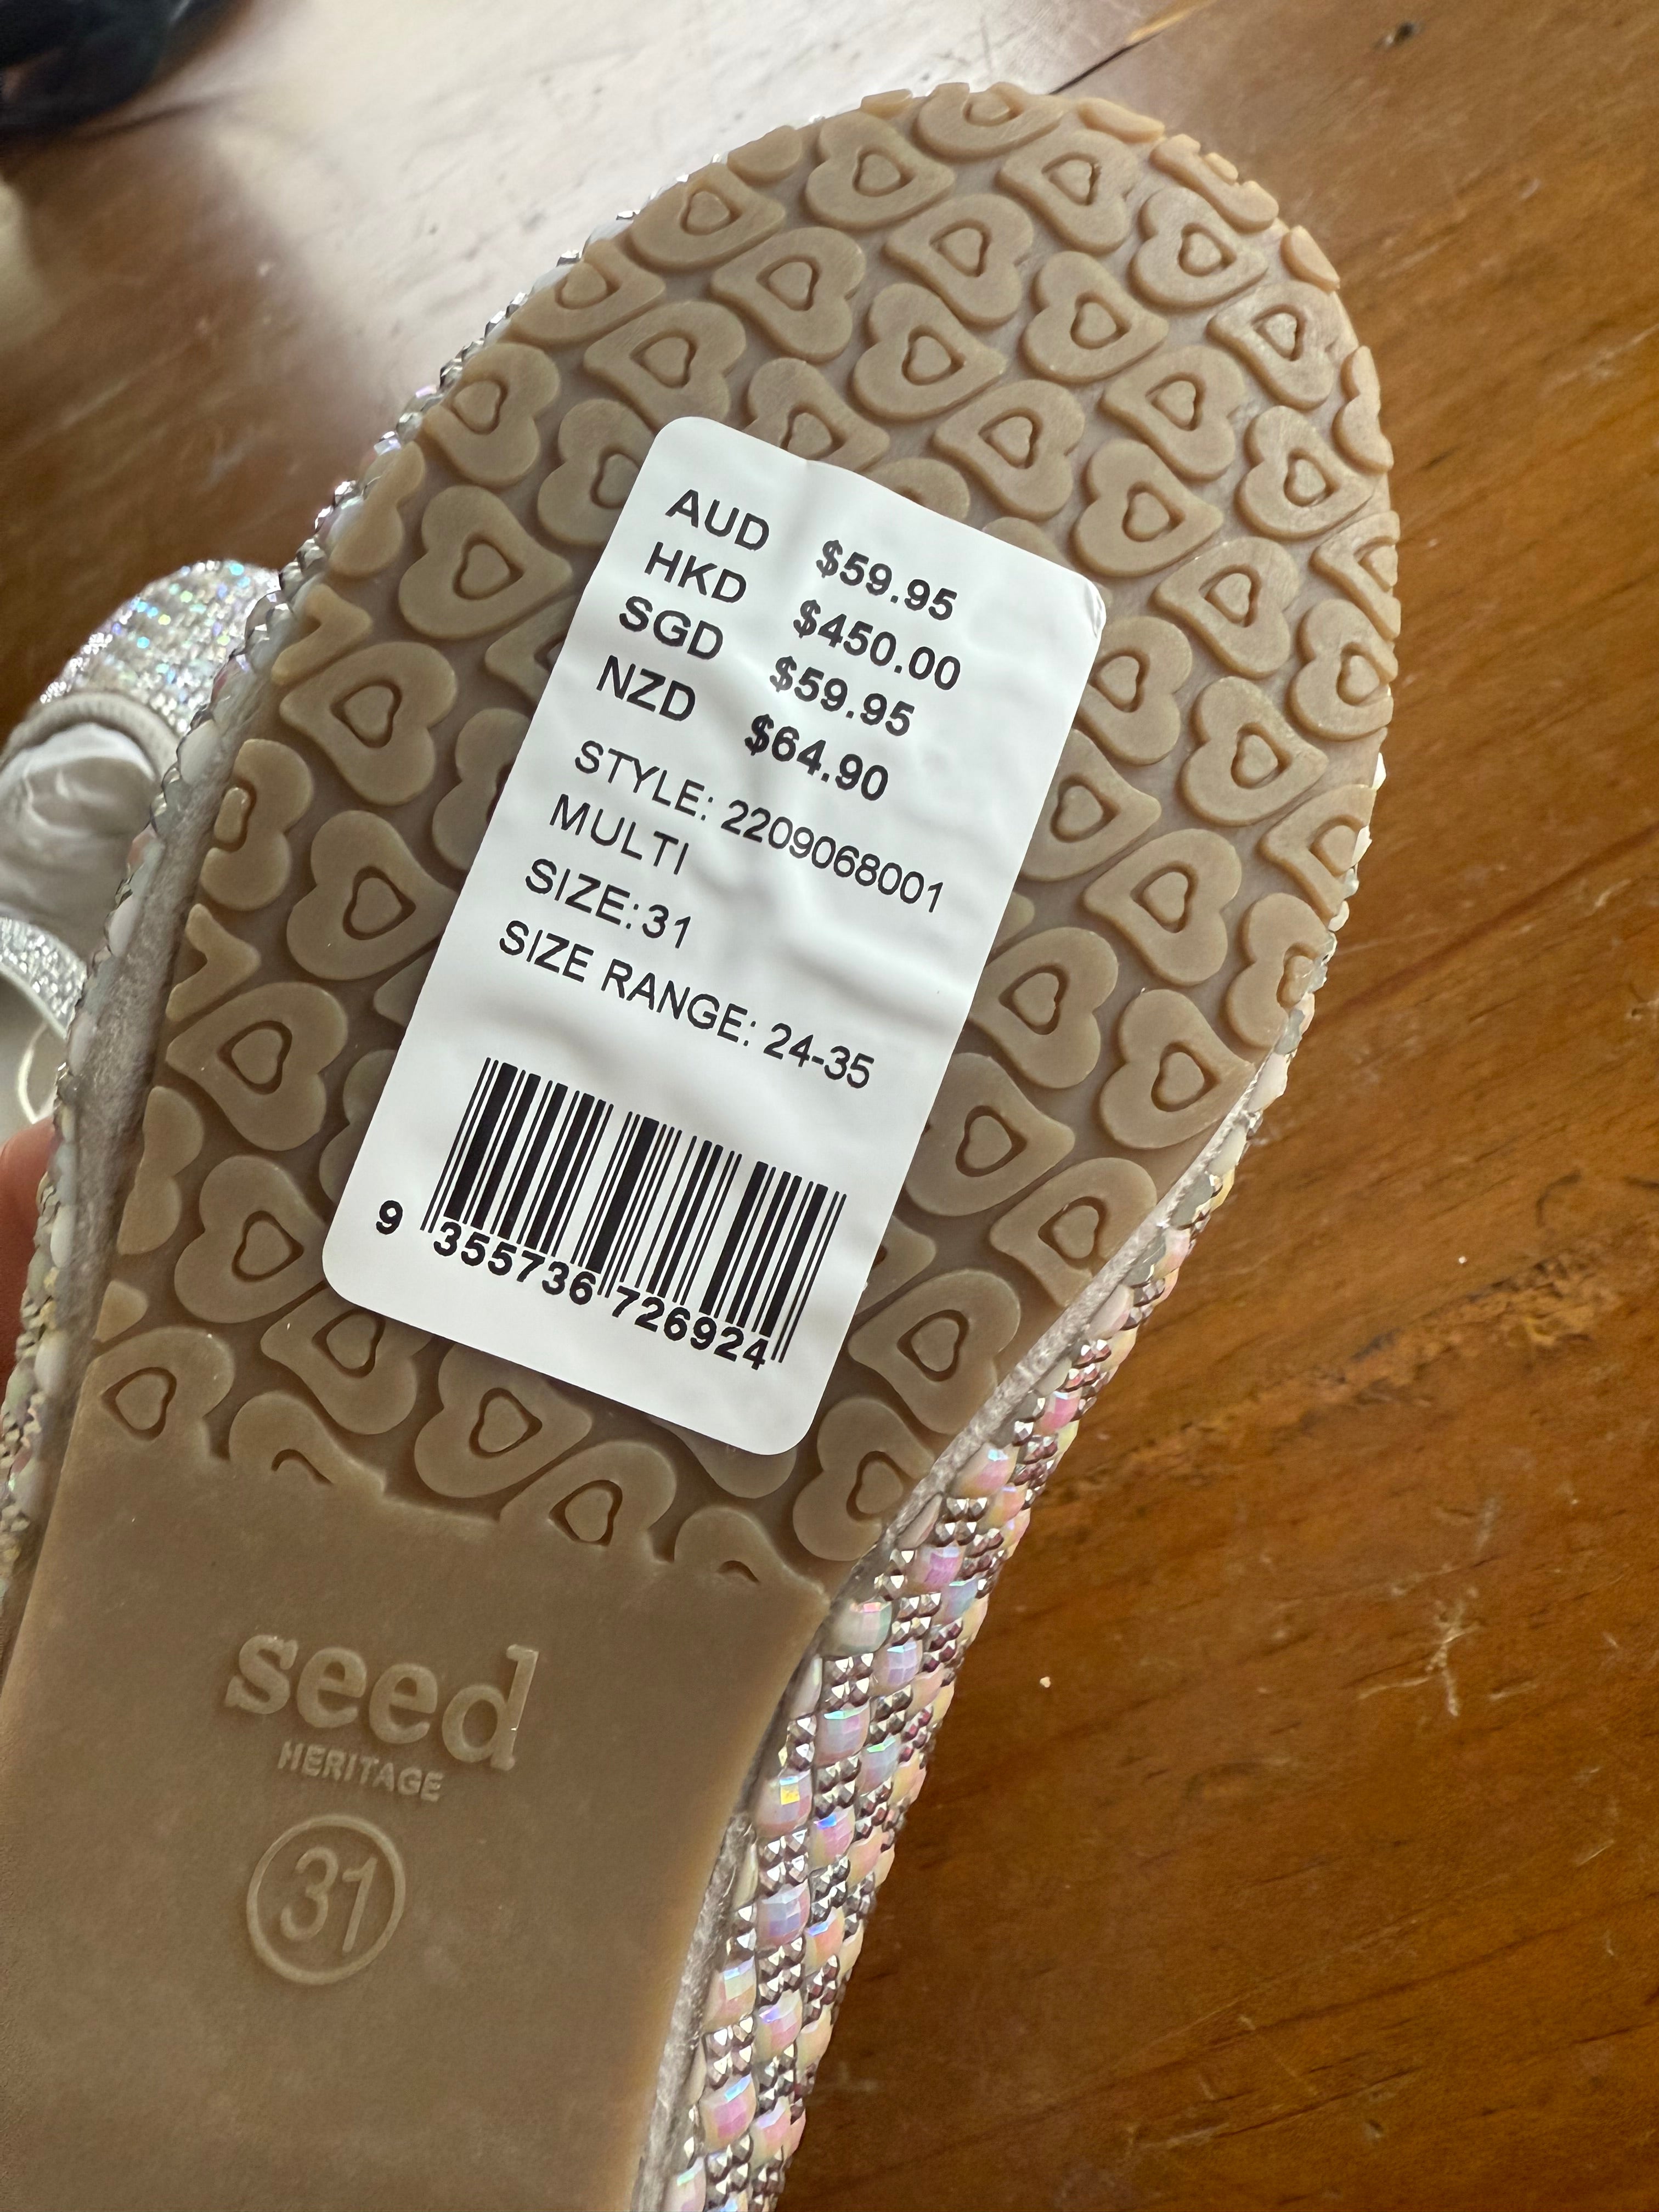 AUD $59.95
HKD $450.00
SGD $59.95
NZD $64.90
STYLE: 2209068001
MULTI
SIZE: 31
SIZE RANGE: 24-35
9 355736 726924
seed
HERITAGE
31